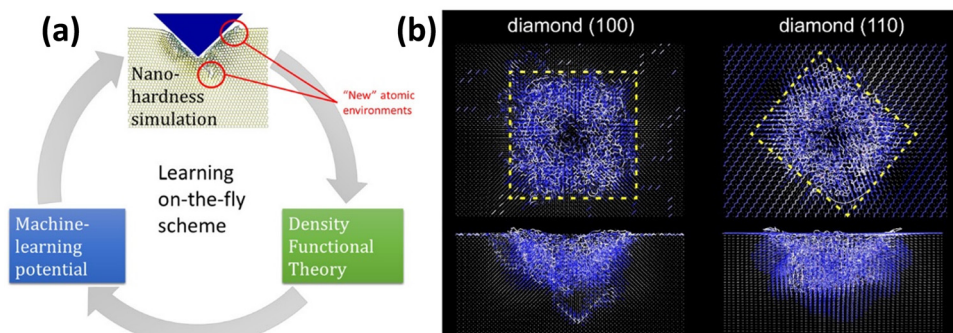 (a)
Nano-
hardness
simulation
"New" atomic
environments
Learning
on-the-fly
scheme
Machine-
learning
potential
Density
Functional
Theory
(b)
diamond (100)
diamond (110)